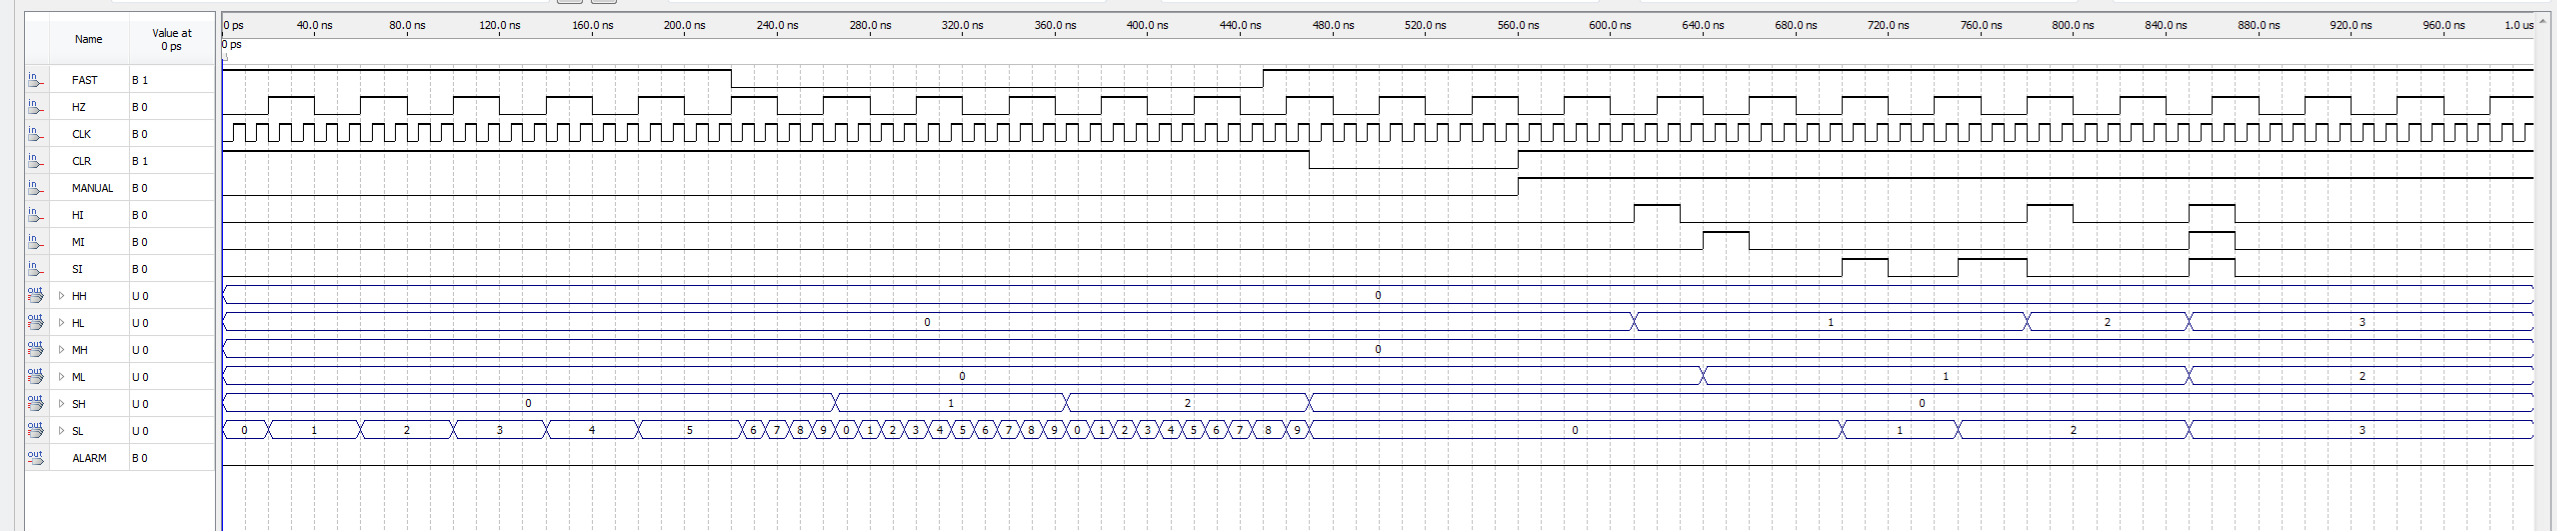 Name Value at 0 ps 0 ps 40.0 ns 80.0 ns 120.0 ns 160.0 ns 200.0 ns 240.0 ns 280.0 ns 320.0 ns 360.0 ns 400.0 ns 440.0 ns 480.0 ns 520.0 ns 560.0 ns 600.0 ns 640.0 ns 680.0 ns 720.0 ns 760.0 ns 800.0 ns 840.0 ns 880.0 ns 920.0 ns 960.0 ns 1.0 us
0 ps
in FAST B 1
in HZ B 0
in CLK B 0
in CLR B 1
in MANUAL B 0
in HI B 0
in MI B 0
in SI B 0
out HH U 0 0
out HL U 0 0 1 2 3
out MH U 0 0
out ML U 0 0 1 2
out SH U 0 0 1 2 0
out SL U 0 0 1 2 3 4 5 6 7 8 9 0 1 2 3 4 5 6 7 8 9 0 1 2 3 4 5 6 7 8 9 0 1 2 3
out ALARM B 0